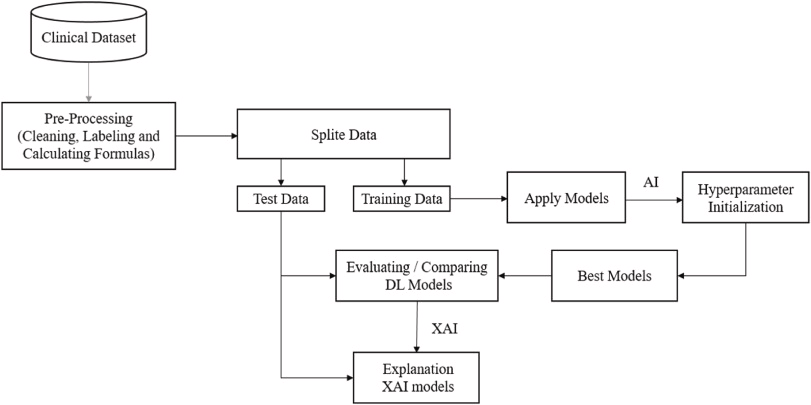 Clinical Dataset
Pre-Processing
(Cleaning, Labeling and
Calculating Formulas)
Splite Data
Test Data
Training Data
Apply Models
AI
Hyperparameter
Initialization
Evaluating / Comparing
DL Models
Best Models
XAI
Explanation
XAI models